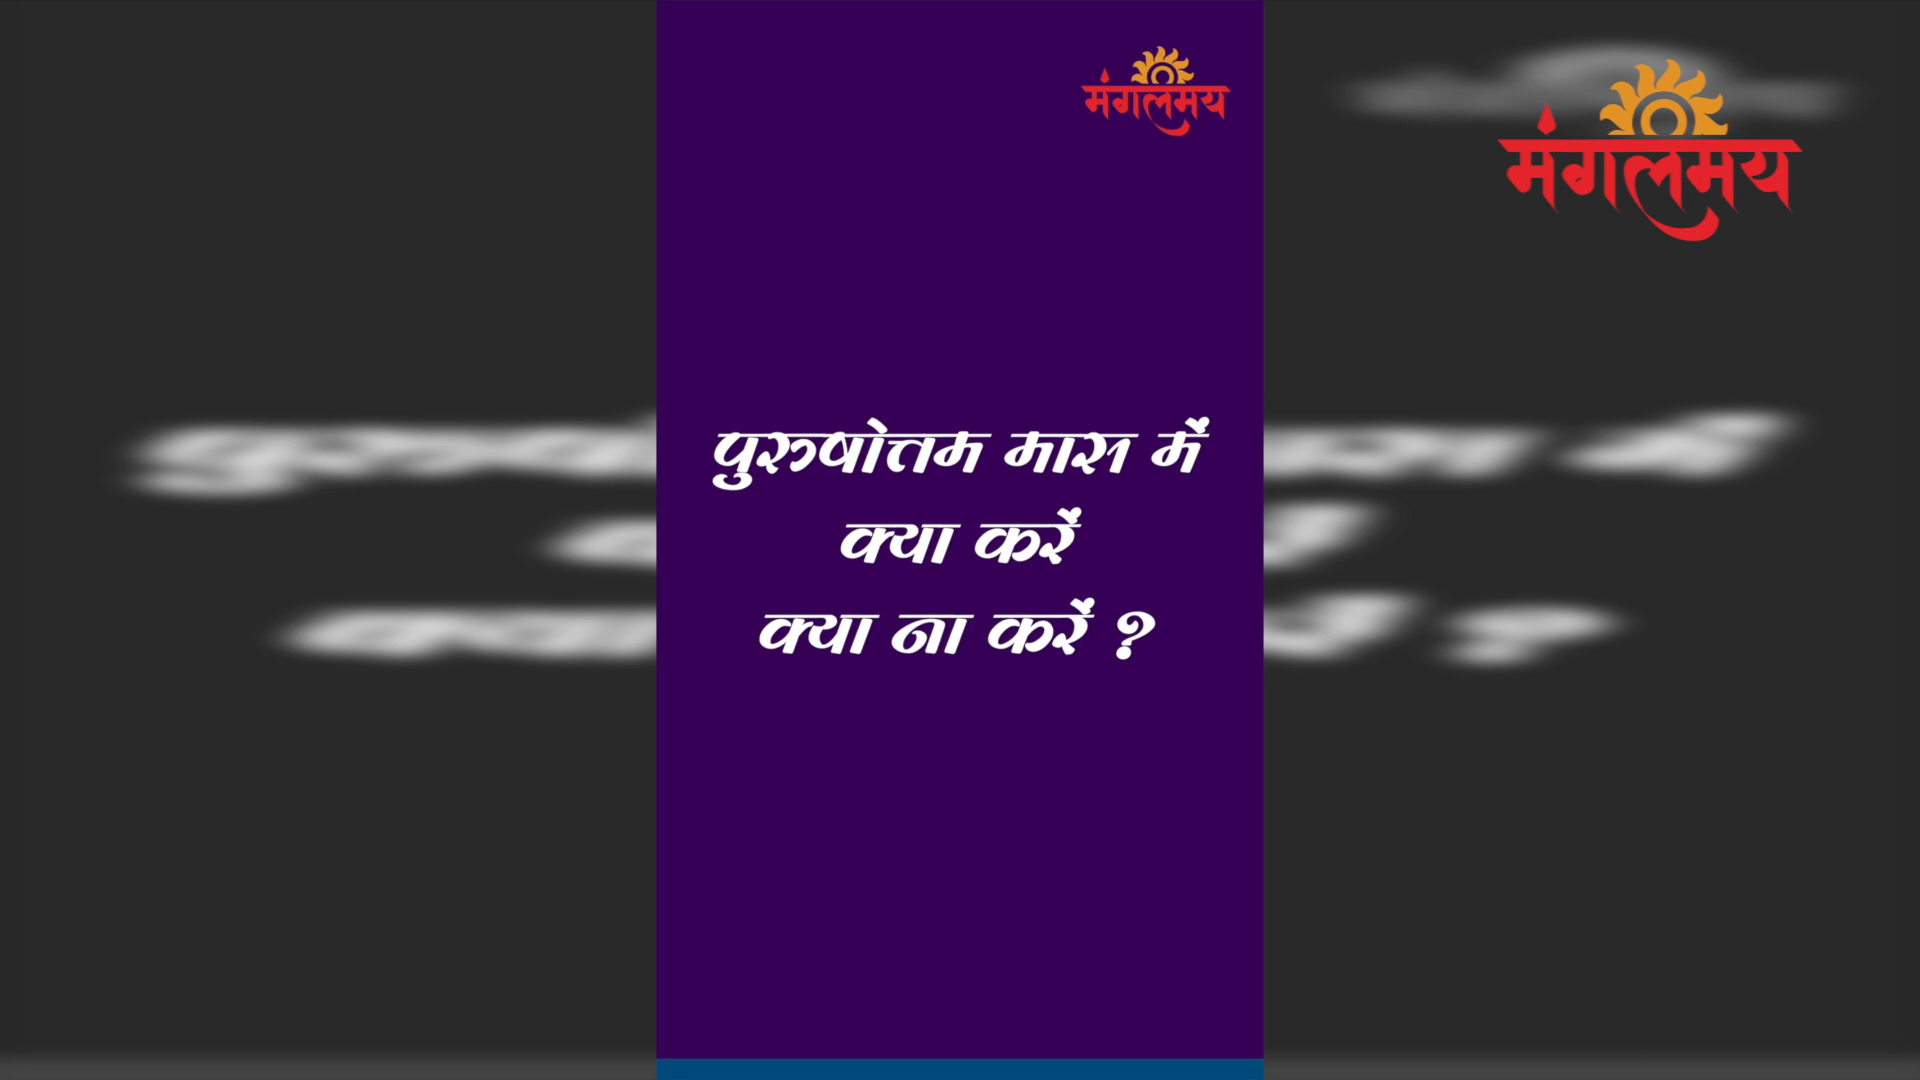 मंगलमय
मंगलमय
पुरुषोत्तम मास में
क्या करें
क्या ना करें ?